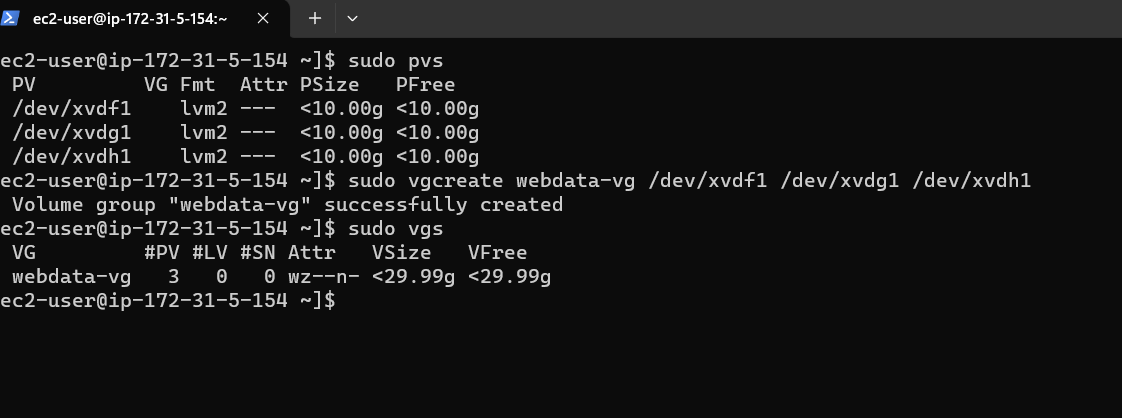 ec2-user@ip-172-31-5-154:~
ec2-user@ip-172-31-5-154 ~]$ sudo pvs
PV         VG Fmt  Attr PSize   PFree
/dev/xvdf1    lvm2 ---  <10.00g <10.00g
/dev/xvdg1    lvm2 ---  <10.00g <10.00g
/dev/xvdh1    lvm2 ---  <10.00g <10.00g
ec2-user@ip-172-31-5-154 ~]$ sudo vgcreate webdata-vg /dev/xvdf1 /dev/xvdg1 /dev/xvdh1
Volume group "webdata-vg" successfully created
ec2-user@ip-172-31-5-154 ~]$ sudo vgs
VG         #PV #LV #SN Attr   VSize   VFree
webdata-vg   3   0   0 wz--n- <29.99g <29.99g
ec2-user@ip-172-31-5-154 ~]$